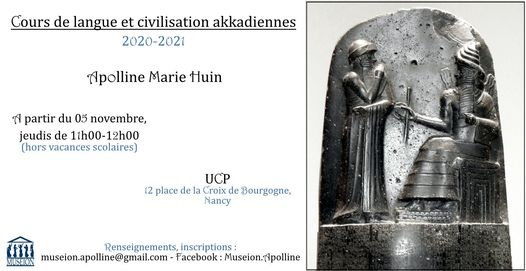 Cours de langue et civilisation akkadiennes
2020-2021
Apolline Marie Huin
A partir du 05 novembre,
jeudis de 11h00-12h00
(hors vacances scolaires)
UCP
12 place de la Croix de Bourgogne,
Nancy
MUSEION
Renseignements, inscriptions :
museion.apolline@gmail.com - Facebook : Museion.Apolline